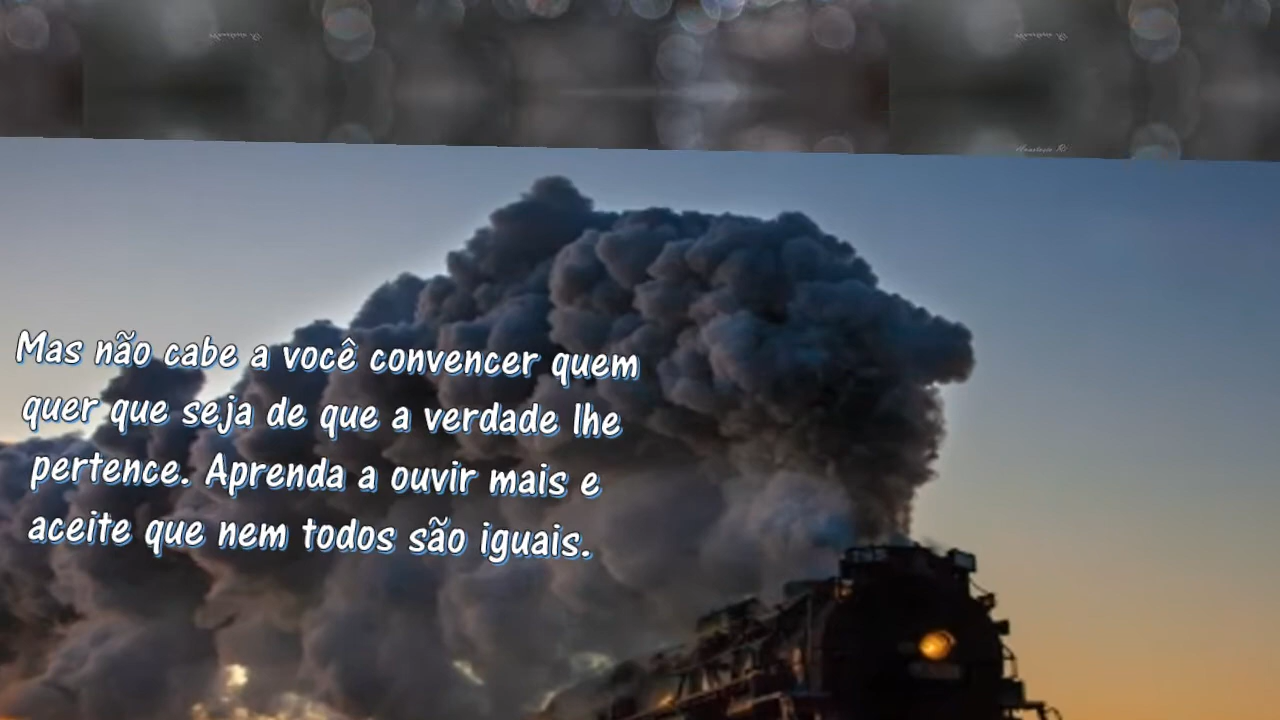 Mas não cabe a você convencer quem
quer que seja de que a verdade lhe
pertence. Aprenda a ouvir mais e
aceite que nem todos são iguais.